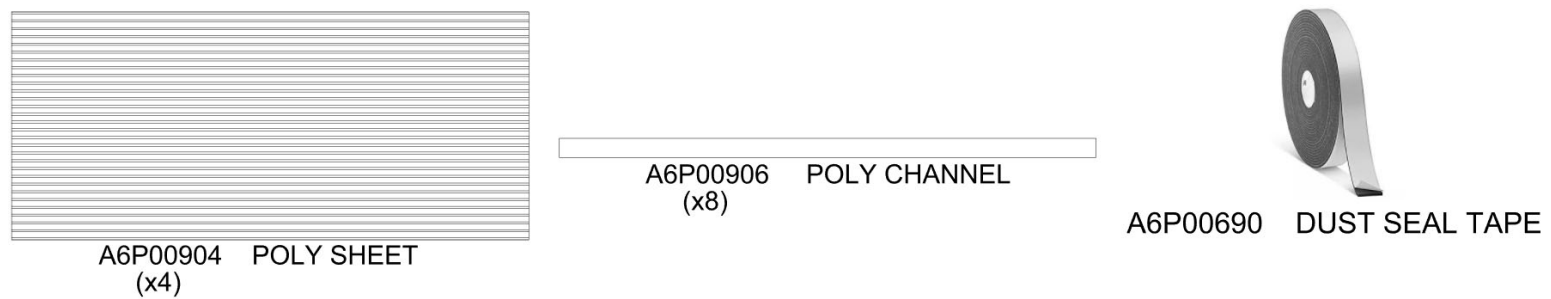 A6P00904 POLY SHEET
(x4)
A6P00906 POLY CHANNEL
(x8)
A6P00690 DUST SEAL TAPE